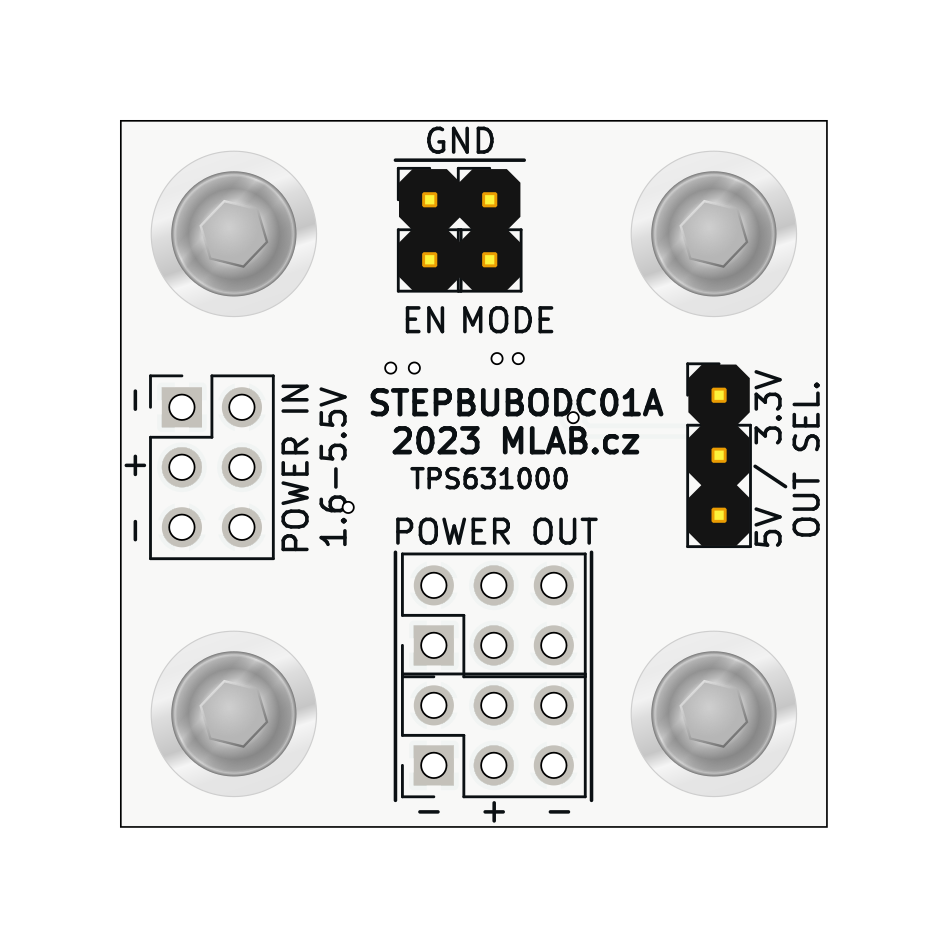 GND
EN MODE
STEPBUBODC01A
2023 MLAB.cz
TPS631000
- + -
POWER IN
1.6-5.5V
5V / 3.3V
OUT SEL.
POWER OUT
- + -